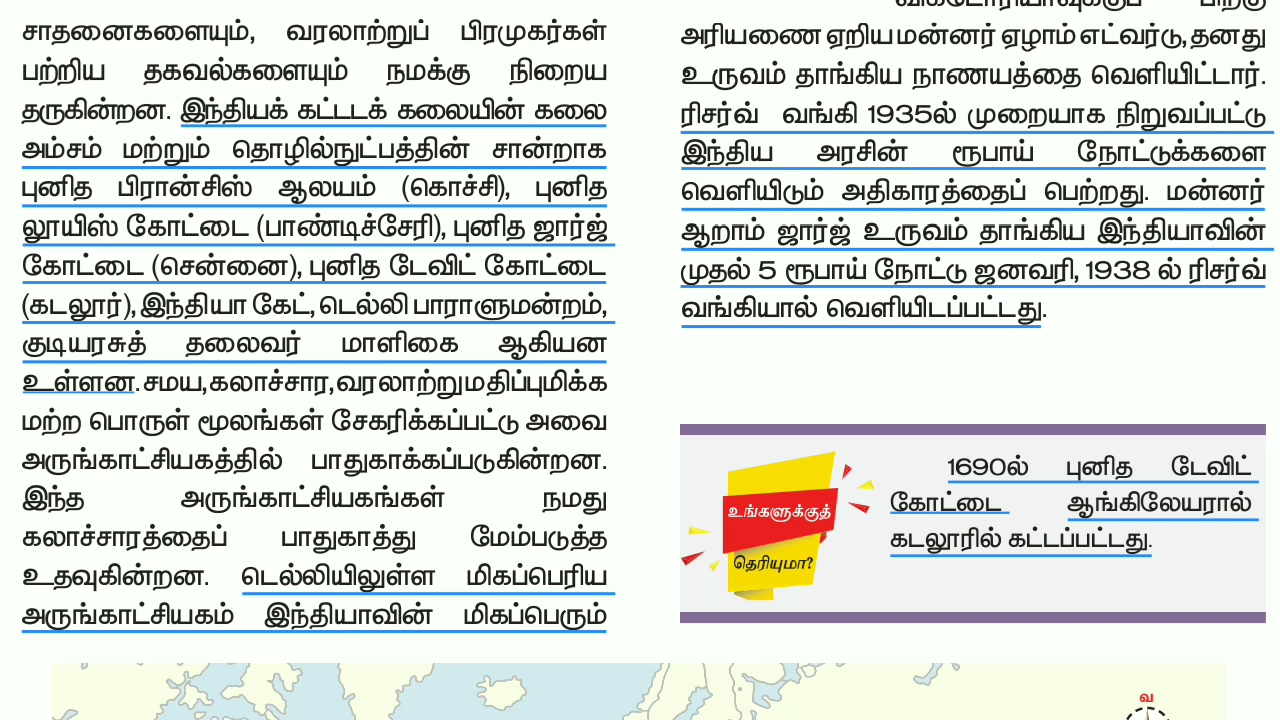 சாதனைகளையும், வரலாற்றுப் பிரமுகர்கள்
பற்றிய தகவல்களையும் நமக்கு நிறைய
தருகின்றன. இந்தியக் கட்டடக் கலையின் கலை
அம்சம் மற்றும் தொழில்நுட்பத்தின் சான்றாக
புனித பிரான்சிஸ் ஆலயம் (கொச்சி), புனித
லூயிஸ் கோட்டை (பாண்டிச்சேரி), புனித ஜார்ஜ்
கோட்டை (சென்னை), புனித டேவிட் கோட்டை
(கடலூர்), இந்தியா கேட், டெல்லி பாராளுமன்றம்,
குடியரசுத் தலைவர் மாளிகை ஆகியன
உள்ளன. சமய, கலாச்சார, வரலாற்று மதிப்புமிக்க
மற்ற பொருள் மூலங்கள் சேகரிக்கப்பட்டு அவை
அருங்காட்சியகத்தில் பாதுகாக்கப்படுகின்றன.
இந்த அருங்காட்சியகங்கள் நமது
கலாச்சாரத்தைப் பாதுகாத்து மேம்படுத்த
உதவுகின்றன. டெல்லியிலுள்ள மிகப்பெரிய
அருங்காட்சியகம் இந்தியாவின் மிகப்பெரும்
விக்டோரியாவுக்குப் பிறகு
அரியணை ஏறிய மன்னர் ஏழாம் எட்வர்டு, தனது
உருவம் தாங்கிய நாணயத்தை வெளியிட்டார்.
ரிசர்வ் வங்கி 1935ல் முறையாக நிறுவப்பட்டு
இந்திய அரசின் ரூபாய் நோட்டுக்களை
வெளியிடும் அதிகாரத்தைப் பெற்றது. மன்னர்
ஆறாம் ஜார்ஜ் உருவம் தாங்கிய இந்தியாவின்
முதல் 5 ரூபாய் நோட்டு ஜனவரி, 1938 ல் ரிசர்வ்
வங்கியால் வெளியிடப்பட்டது.
உங்களுக்குத்
தெரியுமா?
1690ல் புனித டேவிட்
கோட்டை ஆங்கிலேயரால்
கடலூரில் கட்டப்பட்டது.
வ